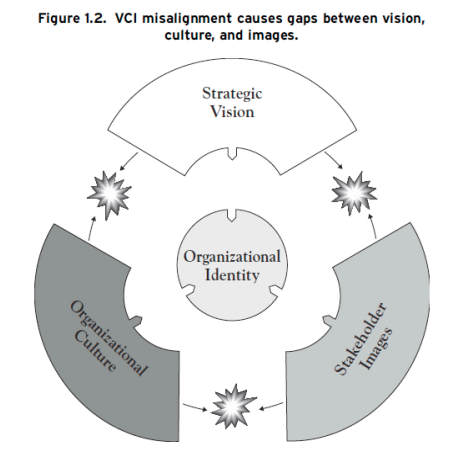 Figure 1.2. VCI misalignment causes gaps between vision,
culture, and images.
Strategic
Vision
Organizational
Identity
Organizational
Culture
Stakeholder
Images